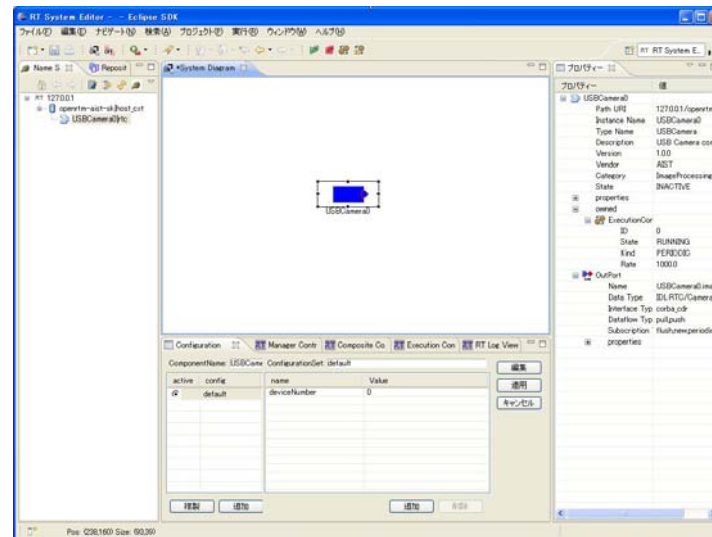 RT System Editor - - Eclipse SDK
ファイル(F) 編集(E) ナビゲート(N) 検索(A) プロジェクト(P) 実行(R) ウィンドウ(W) ヘルプ(H)
RT System E...
Name S
Reposit
RT 127.0.0.1
openrtm-aist-sk|host_cxt
USBCamera0|rtc
*System Diagram
USBCamera0
Configuration
Manager Contr
Composite Co
Execution Con
RT Log View
ComponentName: USBCame ConfigurationSet: default
active config
default
name Value
deviceNumber 0
編集
適用
キャンセル
複製 追加
追加 削除
プロパティー
プロパティー 値
USBCamera0
Path URI 127.0.0.1/openrtm
Instance Name USBCamera0
Type Name USBCamera
Description USB Camera con
Version 1.0.0
Vendor AIST
Category ImageProcessing
State INACTIVE
properties
owned
ExecutionCor
ID 0
State RUNNING
Kind PERIODIC
Rate 1000.0
OutPort
Name USBCamera0.ima
Data Type IDL:RTC/Camera
Interface Typ corba_cdr
Dataflow Typ pull,push
Subscription flush,new,periodic
properties
Pos: (298,160) Size: (90,39)